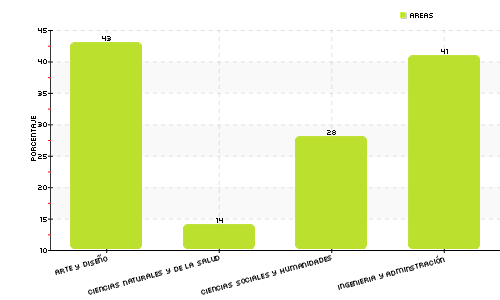 AREAS
45
40
35
30
25
20
15
10
PORCENTAJE
43
14
28
41
ARTE Y DISEÑO
CIENCIAS NATURALES Y DE LA SALUD
CIENCIAS SOCIALES Y HUMANIDADES
INGENIERIA Y ADMINSTRACIÓN